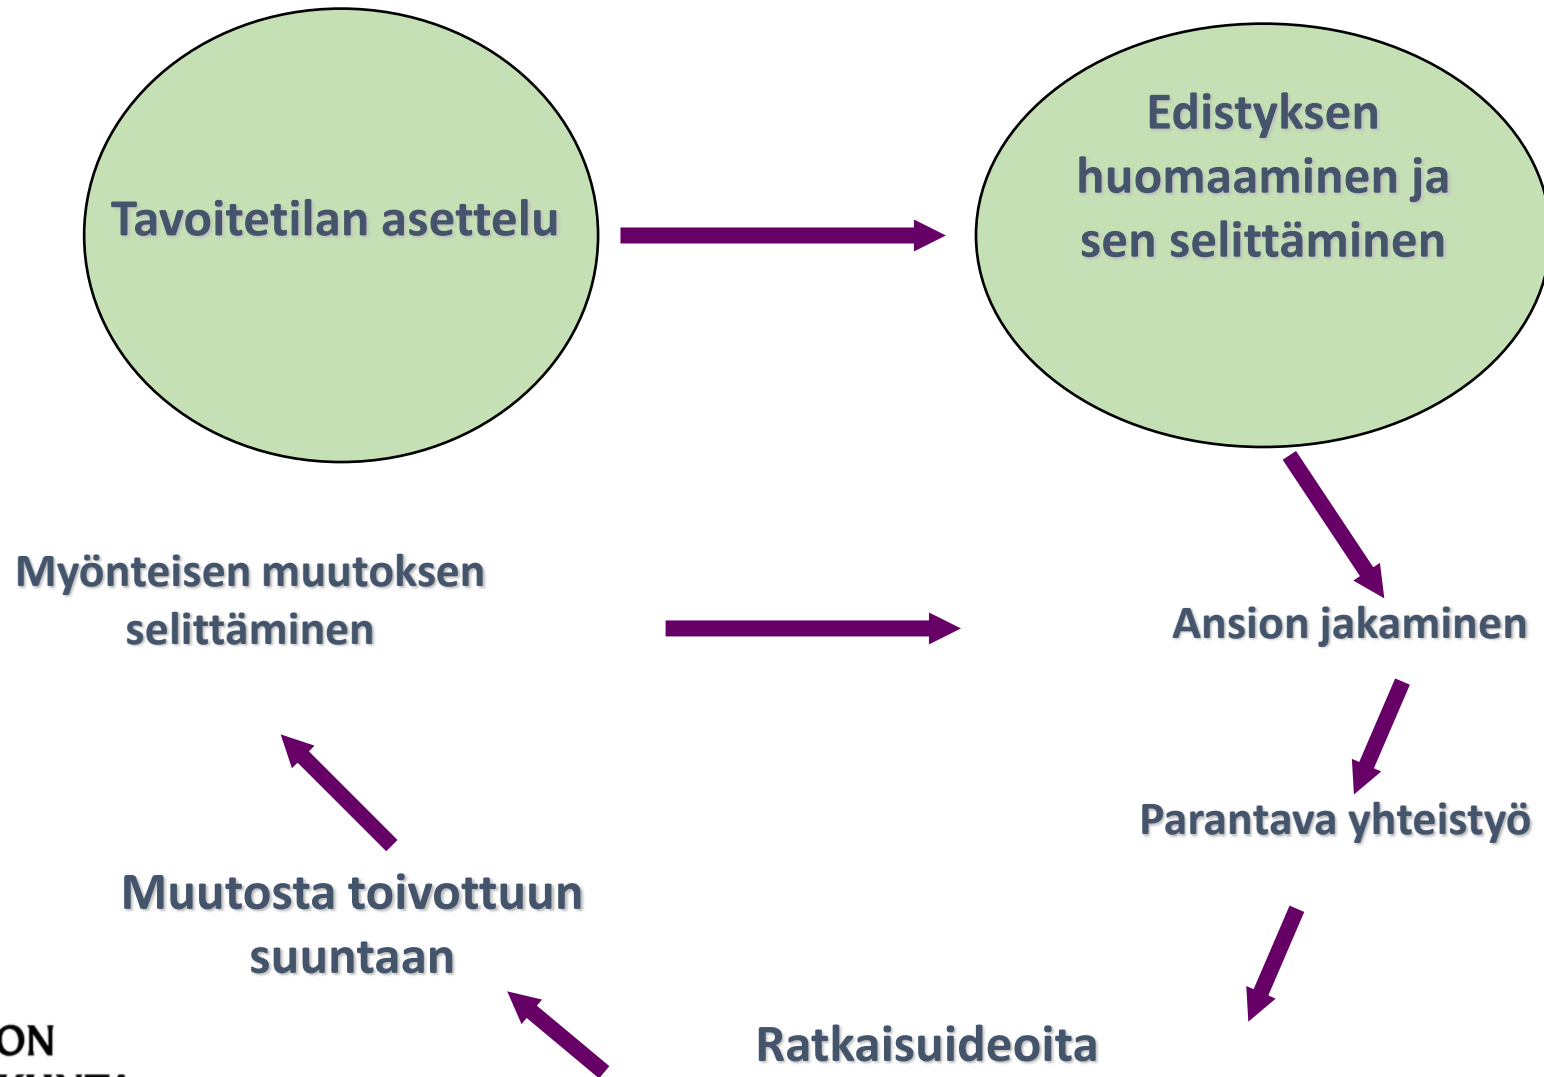 Tavoitetilan asettelu
Edistyksen
huomaaminen ja
sen selittäminen
Myönteisen muutoksen
selittäminen
Ansion jakaminen
Parantava yhteistyö
Muutosta toivottuun
suuntaan
Ratkaisuideoita
ON